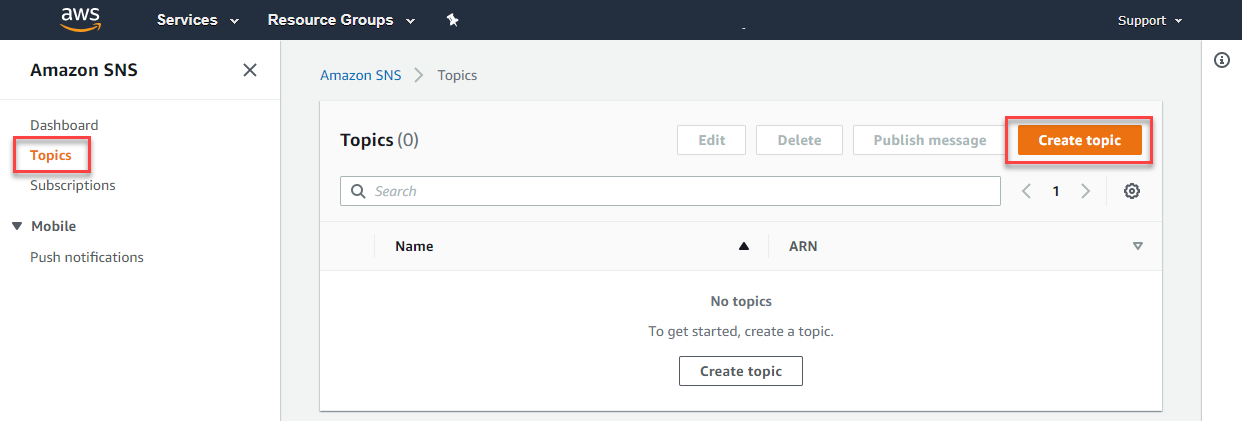 aws Services Resource Groups Support
Amazon SNS
Dashboard
Topics
Subscriptions
Mobile
Push notifications
Amazon SNS Topics
Topics (0) Edit Delete Publish message Create topic
Search 1
Name ARN
No topics
To get started, create a topic.
Create topic